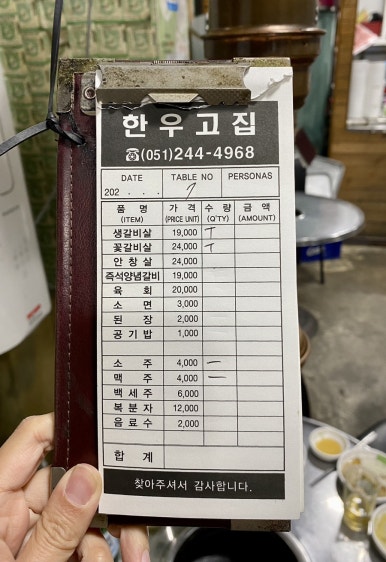 한우고집
☎(051)244-4968
DATE TABLE NO PERSONAS
202 . . . 7
품 명 가 격 수 량 금 액
(ITEM) (PRICE UNIT) (Q'TY) (AMOUNT)
생갈비살 19,000 T
꽃갈비살 24,000 T
안 창 살 24,000
즉석양념갈비 19,000
육 회 20,000
소 면 3,000
된 장 2,000
공 기 밥 1,000
소 주 4,000 一
맥 주 4,000 一
백 세 주 6,000
복 분 자 12,000
음 료 수 2,000
합 계
찾아주셔서 감사합니다.